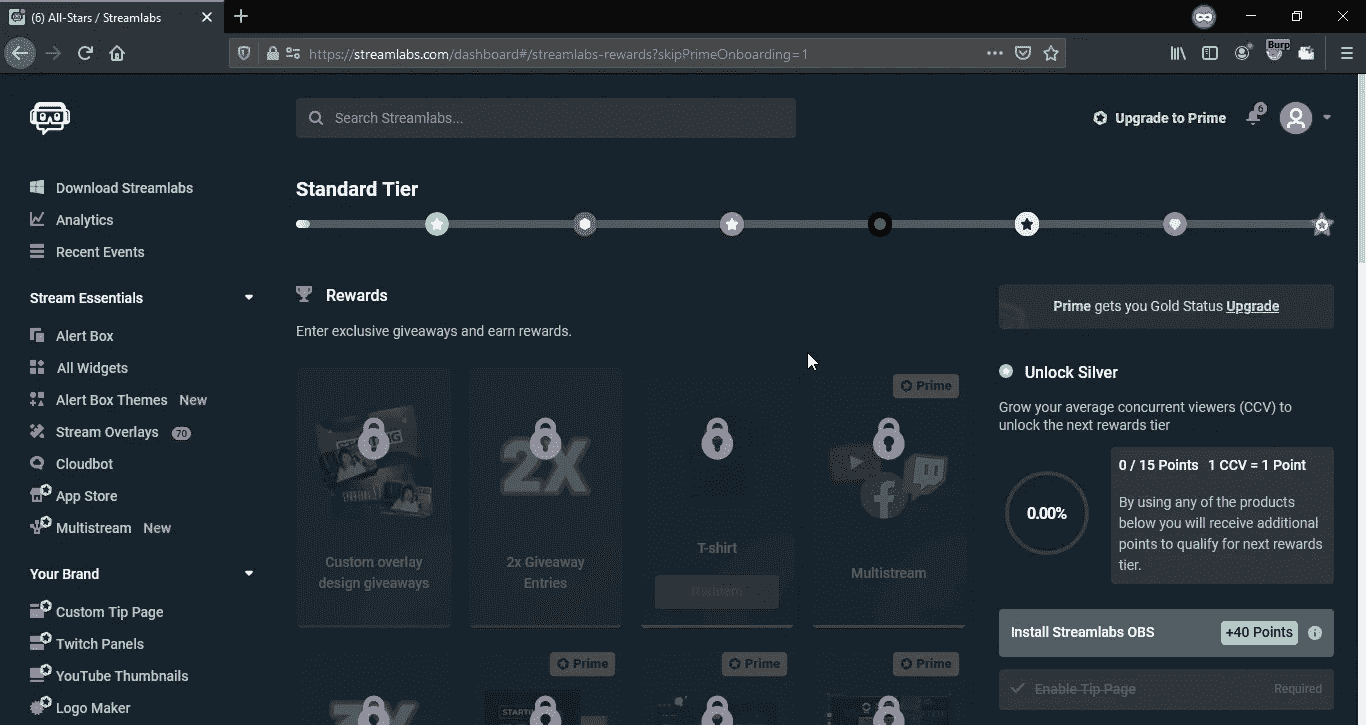 (6) All-Stars / Streamlabs
https://streamlabs.com/dashboard#/streamlabs-rewards?skipPrimeOnboarding=1
Burp
Search Streamlabs...
Upgrade to Prime
6
Download Streamlabs
Analytics
Recent Events
Stream Essentials
Alert Box
All Widgets
Alert Box Themes New
Stream Overlays 70
Cloudbot
App Store
Multistream New
Your Brand
Custom Tip Page
Twitch Panels
YouTube Thumbnails
Logo Maker
Standard Tier
Rewards
Enter exclusive giveaways and earn rewards.
Custom overlay
design giveaways
2X
2x Giveaway
Entries
T-shirt
Redeem
Prime
Multistream
Prime
Prime
Prime
Prime gets you Gold Status Upgrade
Unlock Silver
Grow your average concurrent viewers (CCV) to
unlock the next rewards tier
0.00%
0 / 15 Points 1 CCV = 1 Point
By using any of the products
below you will receive additional
points to qualify for next rewards
tier.
Install Streamlabs OBS +40 Points
Enable Tip Page Required